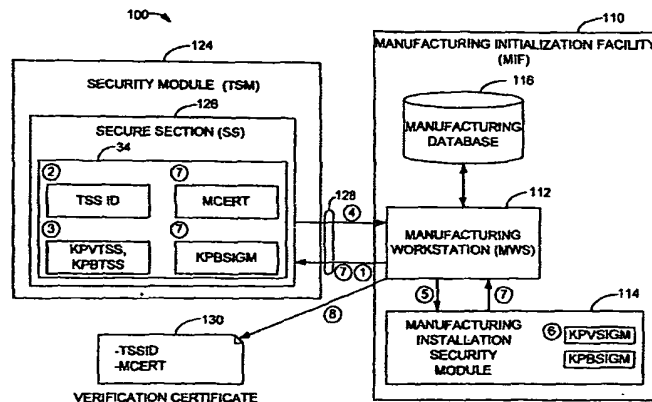 100
110
124
MANUFACTURING INITIALIZATION FACILITY
(MIF)
SECURITY MODULE (TSM)
126
116
SECURE SECTION (SS)
34
MANUFACTURING
DATABASE
2
7
TSS ID
MCERT
128
4
112
3
7
KPVTSS,
KPBTSS
KPBSIGM
MANUFACTURING
WORKSTATION (MWS)
7 1
8
5
7
114
130
MANUFACTURING
INSTALLATION
SECURITY
MODULE
6
KPVSIGM
KPBSIGM
-TSSID
-MCERT
VERIFICATION CERTIFICATE